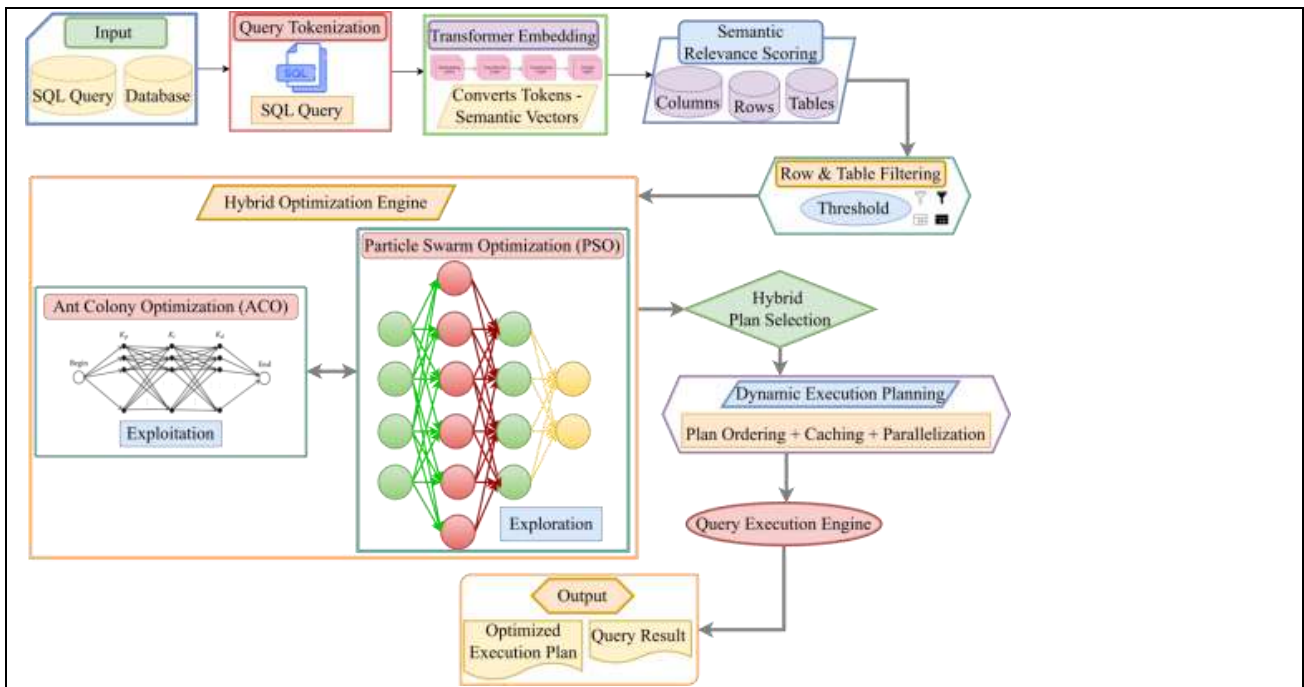 Input
SQL Query
Database
Query Tokenization
SQL
SQL Query
Transformer Embedding
Converts Tokens -
Semantic Vectors
Semantic
Relevance Scoring
Columns
Rows
Tables
Row & Table Filtering
Threshold
Hybrid Optimization Engine
Particle Swarm Optimization (PSO)
Ant Colony Optimization (ACO)
Begin
End
Exploitation
Exploration
Hybrid
Plan Selection
Dynamic Execution Planning
Plan Ordering + Caching + Parallelization
Query Execution Engine
Output
Optimized
Execution Plan
Query Result